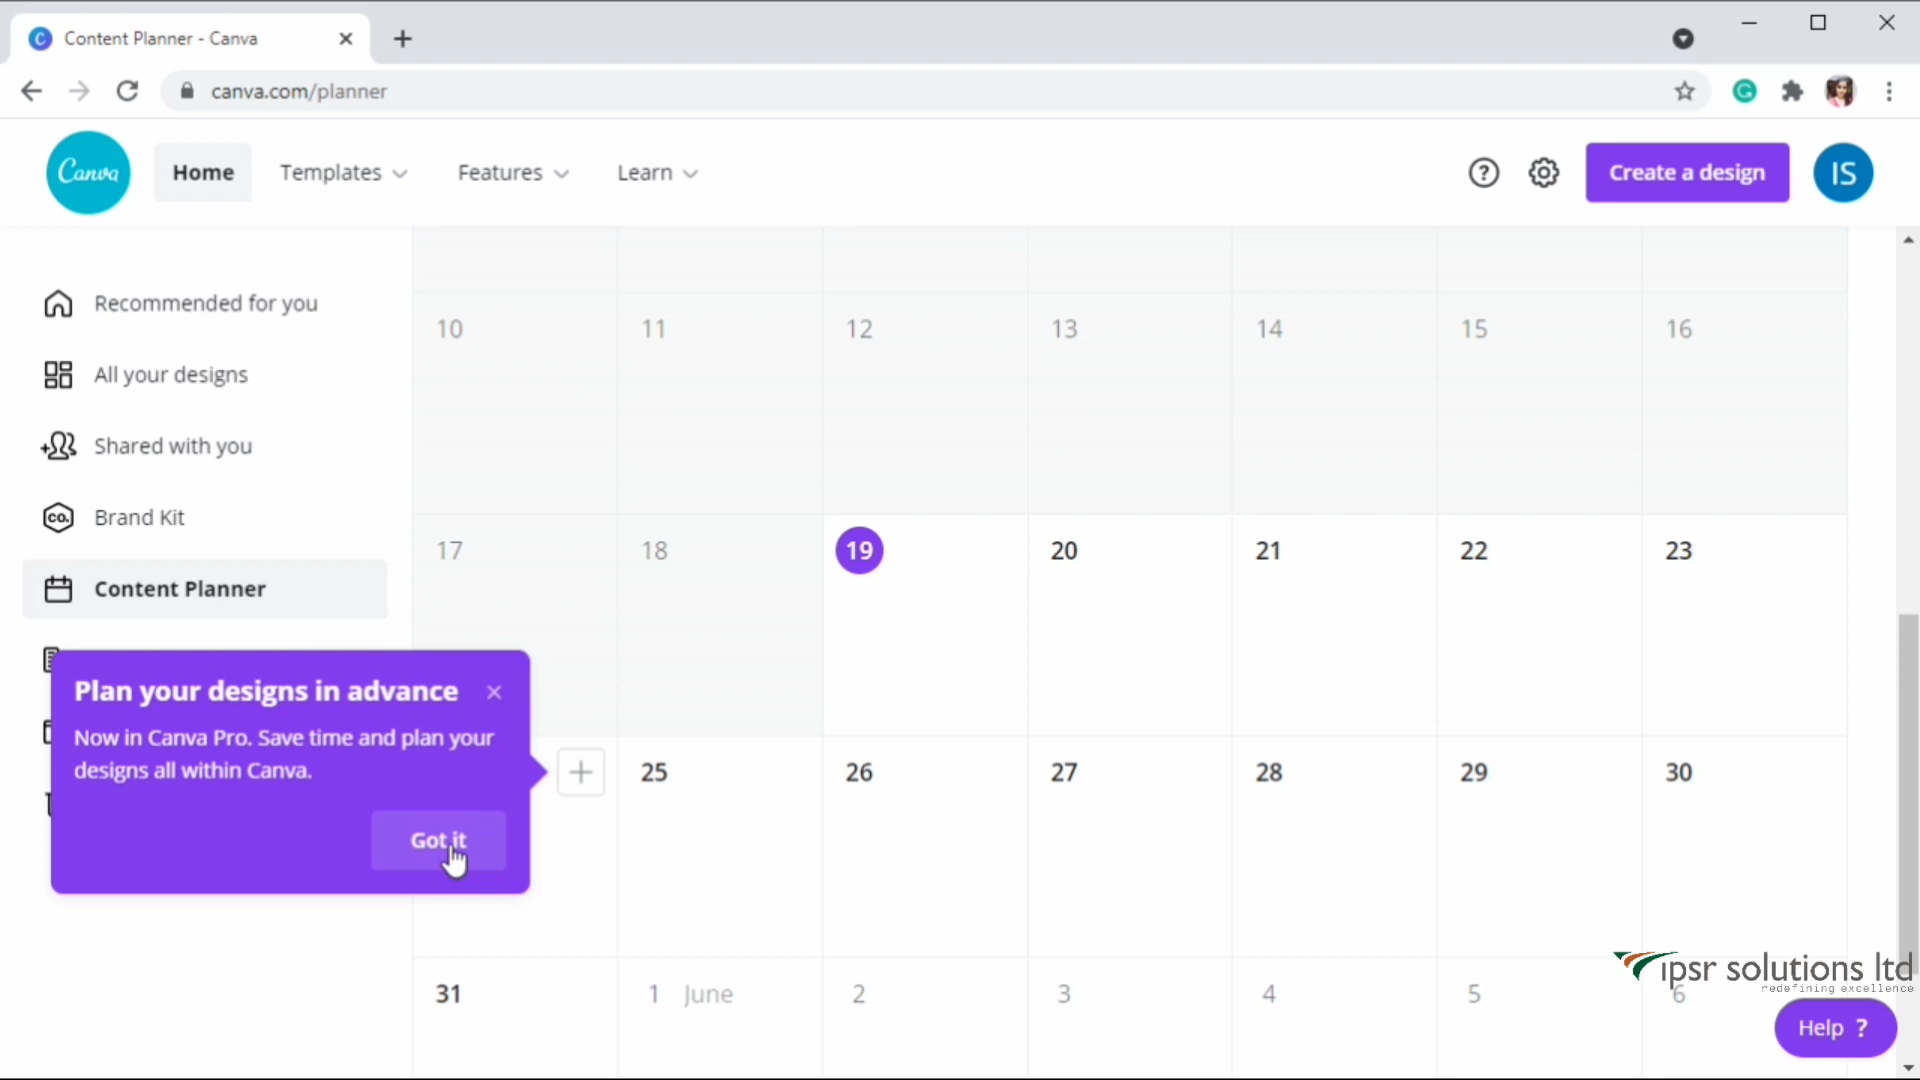 Content Planner - Canva
canva.com/planner
Canva
Home
Templates
Features
Learn
?
Create a design
IS
Recommended for you
All your designs
Shared with you
CO. Brand Kit
Content Planner
Plan your designs in advance
Now in Canva Pro. Save time and plan your
designs all within Canva.
Got it
10 11 12 13 14 15 16
17 18 19 20 21 22 23
25 26 27 28 29 30
31 1 June 2 3 4 5 6
ipsr solutions ltd
redefining excellence
Help ?